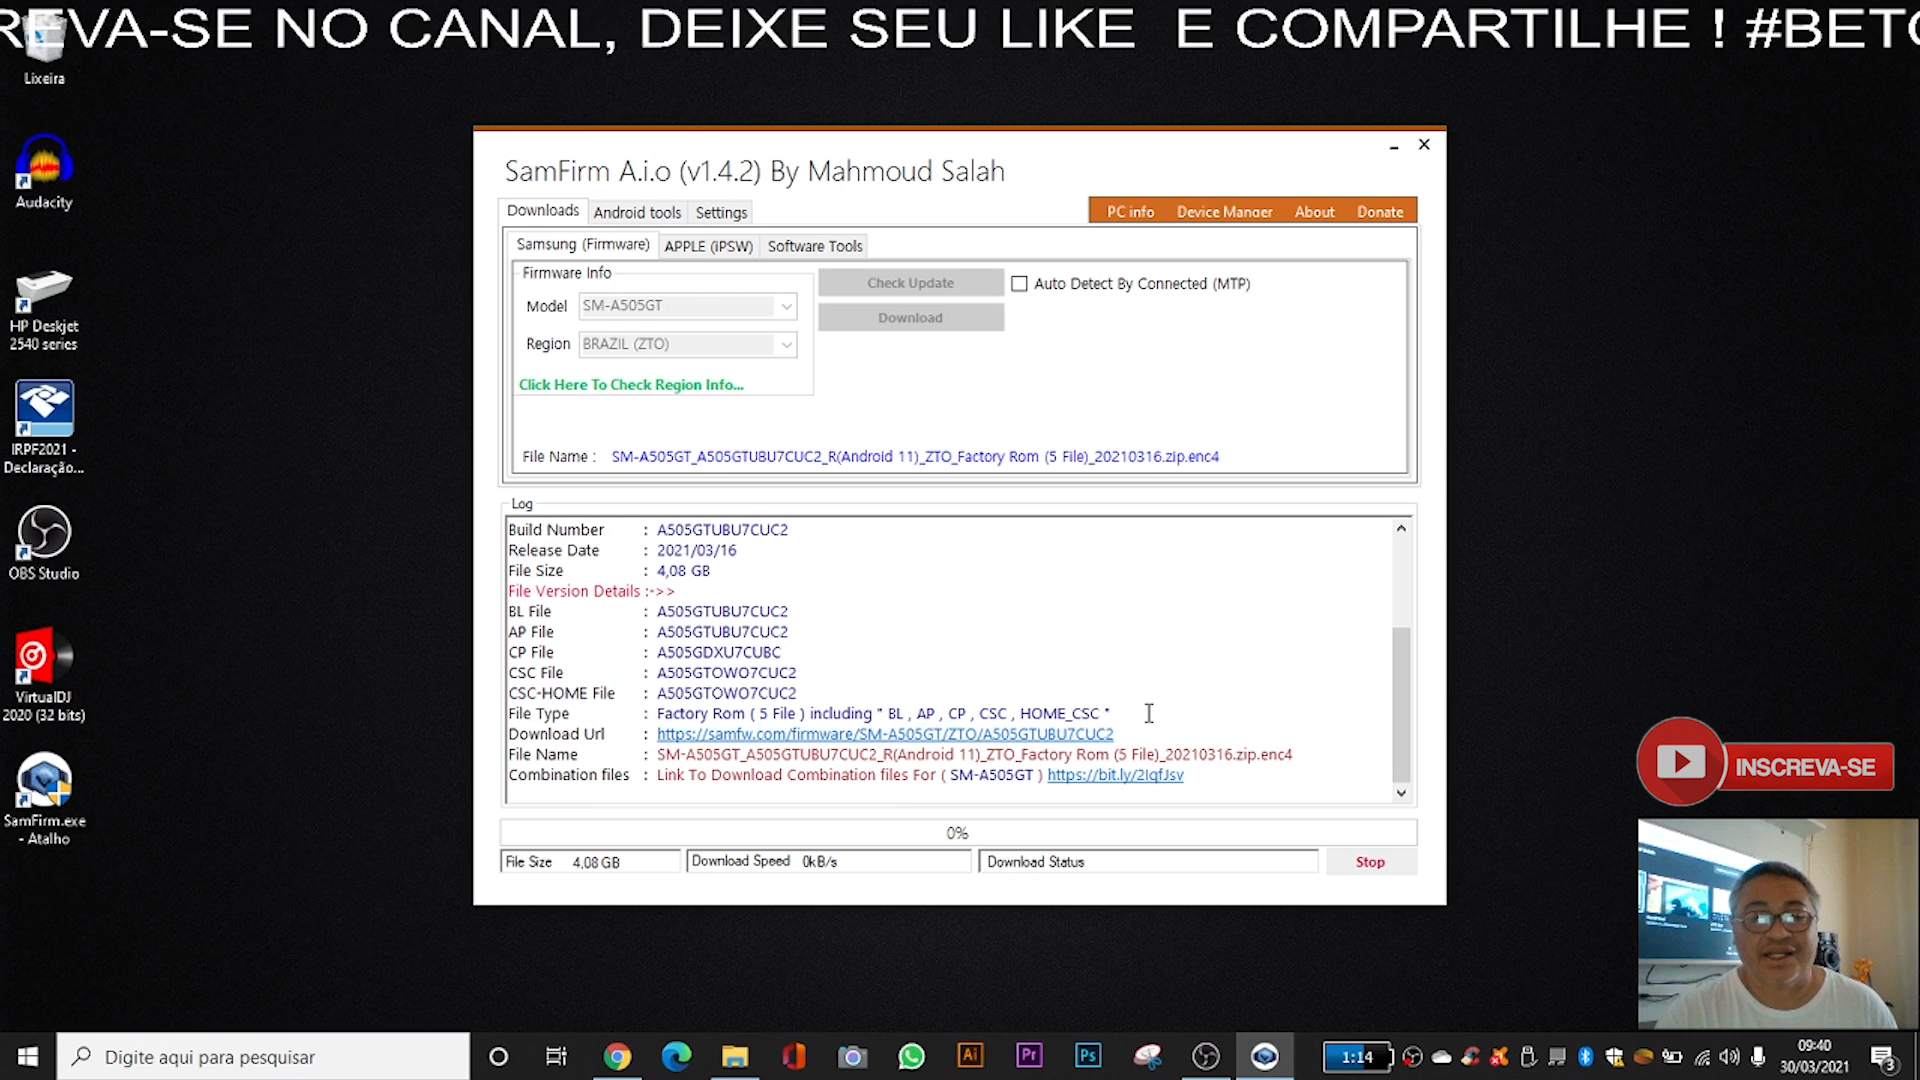 REVA-SE NO CANAL, DEIXE SEU LIKE E COMPARTILHE ! #BETO
Lixeira
Audacity
HP Deskjet
2540 series
IRPF2021 -
Declaração...
OBS Studio
VirtualDJ
2020 (32 bits)
SamFirm.exe
- Atalho
SamFirm A.i.o (v1.4.2) By Mahmoud Salah
Downloads Android tools Settings
PC info Device Manger About Donate
Samsung (Firmware) APPLE (iPSW) Software Tools
Firmware Info
Model SM-A505GT
Region BRAZIL (ZTO)
Click Here To Check Region Info...
Check Update
Download
Auto Detect By Connected (MTP)
File Name : SM-A505GT_A505GTUBU7CUC2_R(Android 11)_ZTO_Factory Rom (5 File)_20210316.zip.enc4
Log
Build Number : A505GTUBU7CUC2
Release Date : 2021/03/16
File Size : 4,08 GB
File Version Details :->>
BL File : A505GTUBU7CUC2
AP File : A505GTUBU7CUC2
CP File : A505GDXU7CUBC
CSC File : A505GTOWO7CUC2
CSC-HOME File : A505GTOWO7CUC2
File Type : Factory Rom ( 5 File ) including " BL , AP , CP , CSC , HOME_CSC "
Download Url : https://samfw.com/firmware/SM-A505GT/ZTO/A505GTUBU7CUC2
File Name : SM-A505GT_A505GTUBU7CUC2_R(Android 11)_ZTO_Factory Rom (5 File)_20210316.zip.enc4
Combination files : Link To Download Combination files For ( SM-A505GT ) https://bit.ly/2IqfJsv
0%
File Size 4,08 GB Download Speed 0kB/s Download Status Stop
INSCREVA-SE
Digite aqui para pesquisar
Ai
Pr
Ps
1:14
09:40
30/03/2021
3